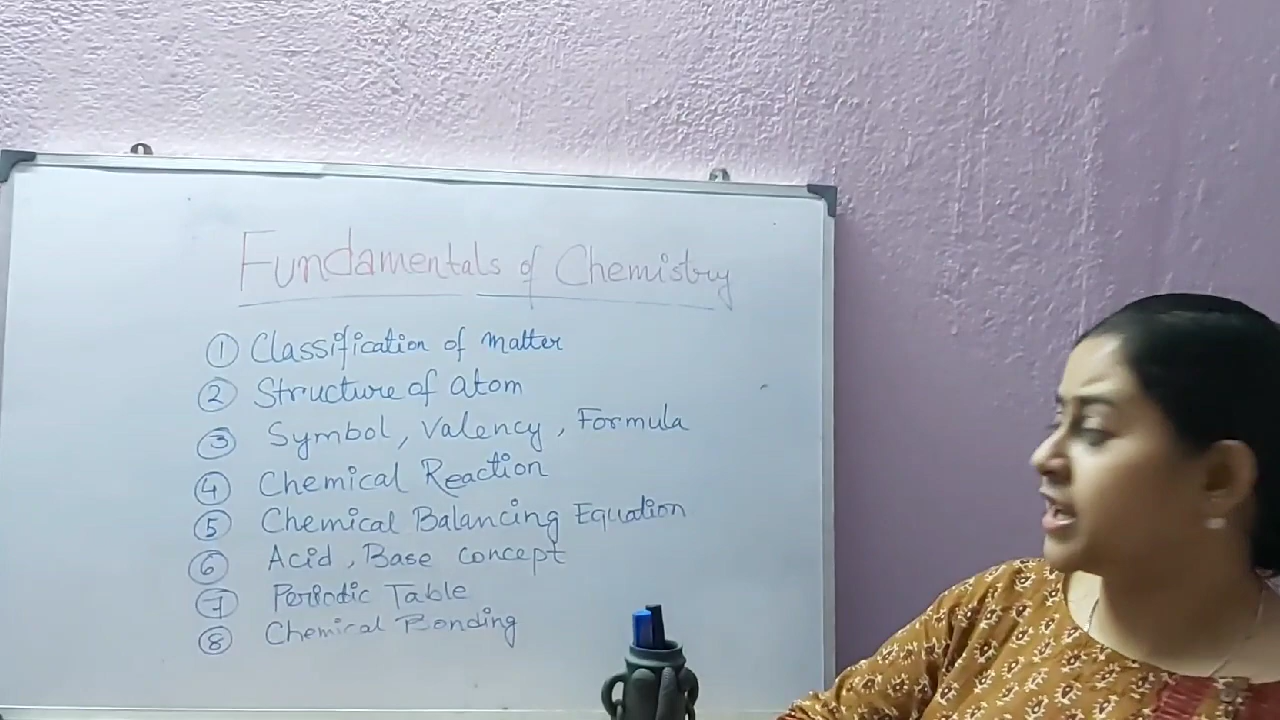 Fundamentals of Chemistry
① Classification of matter
② Structure of atom
③ Symbol, Valency, Formula
④ Chemical Reaction
⑤ Chemical Balancing Equation
⑥ Acid, Base concept
⑦ Periodic Table
⑧ Chemical Bonding